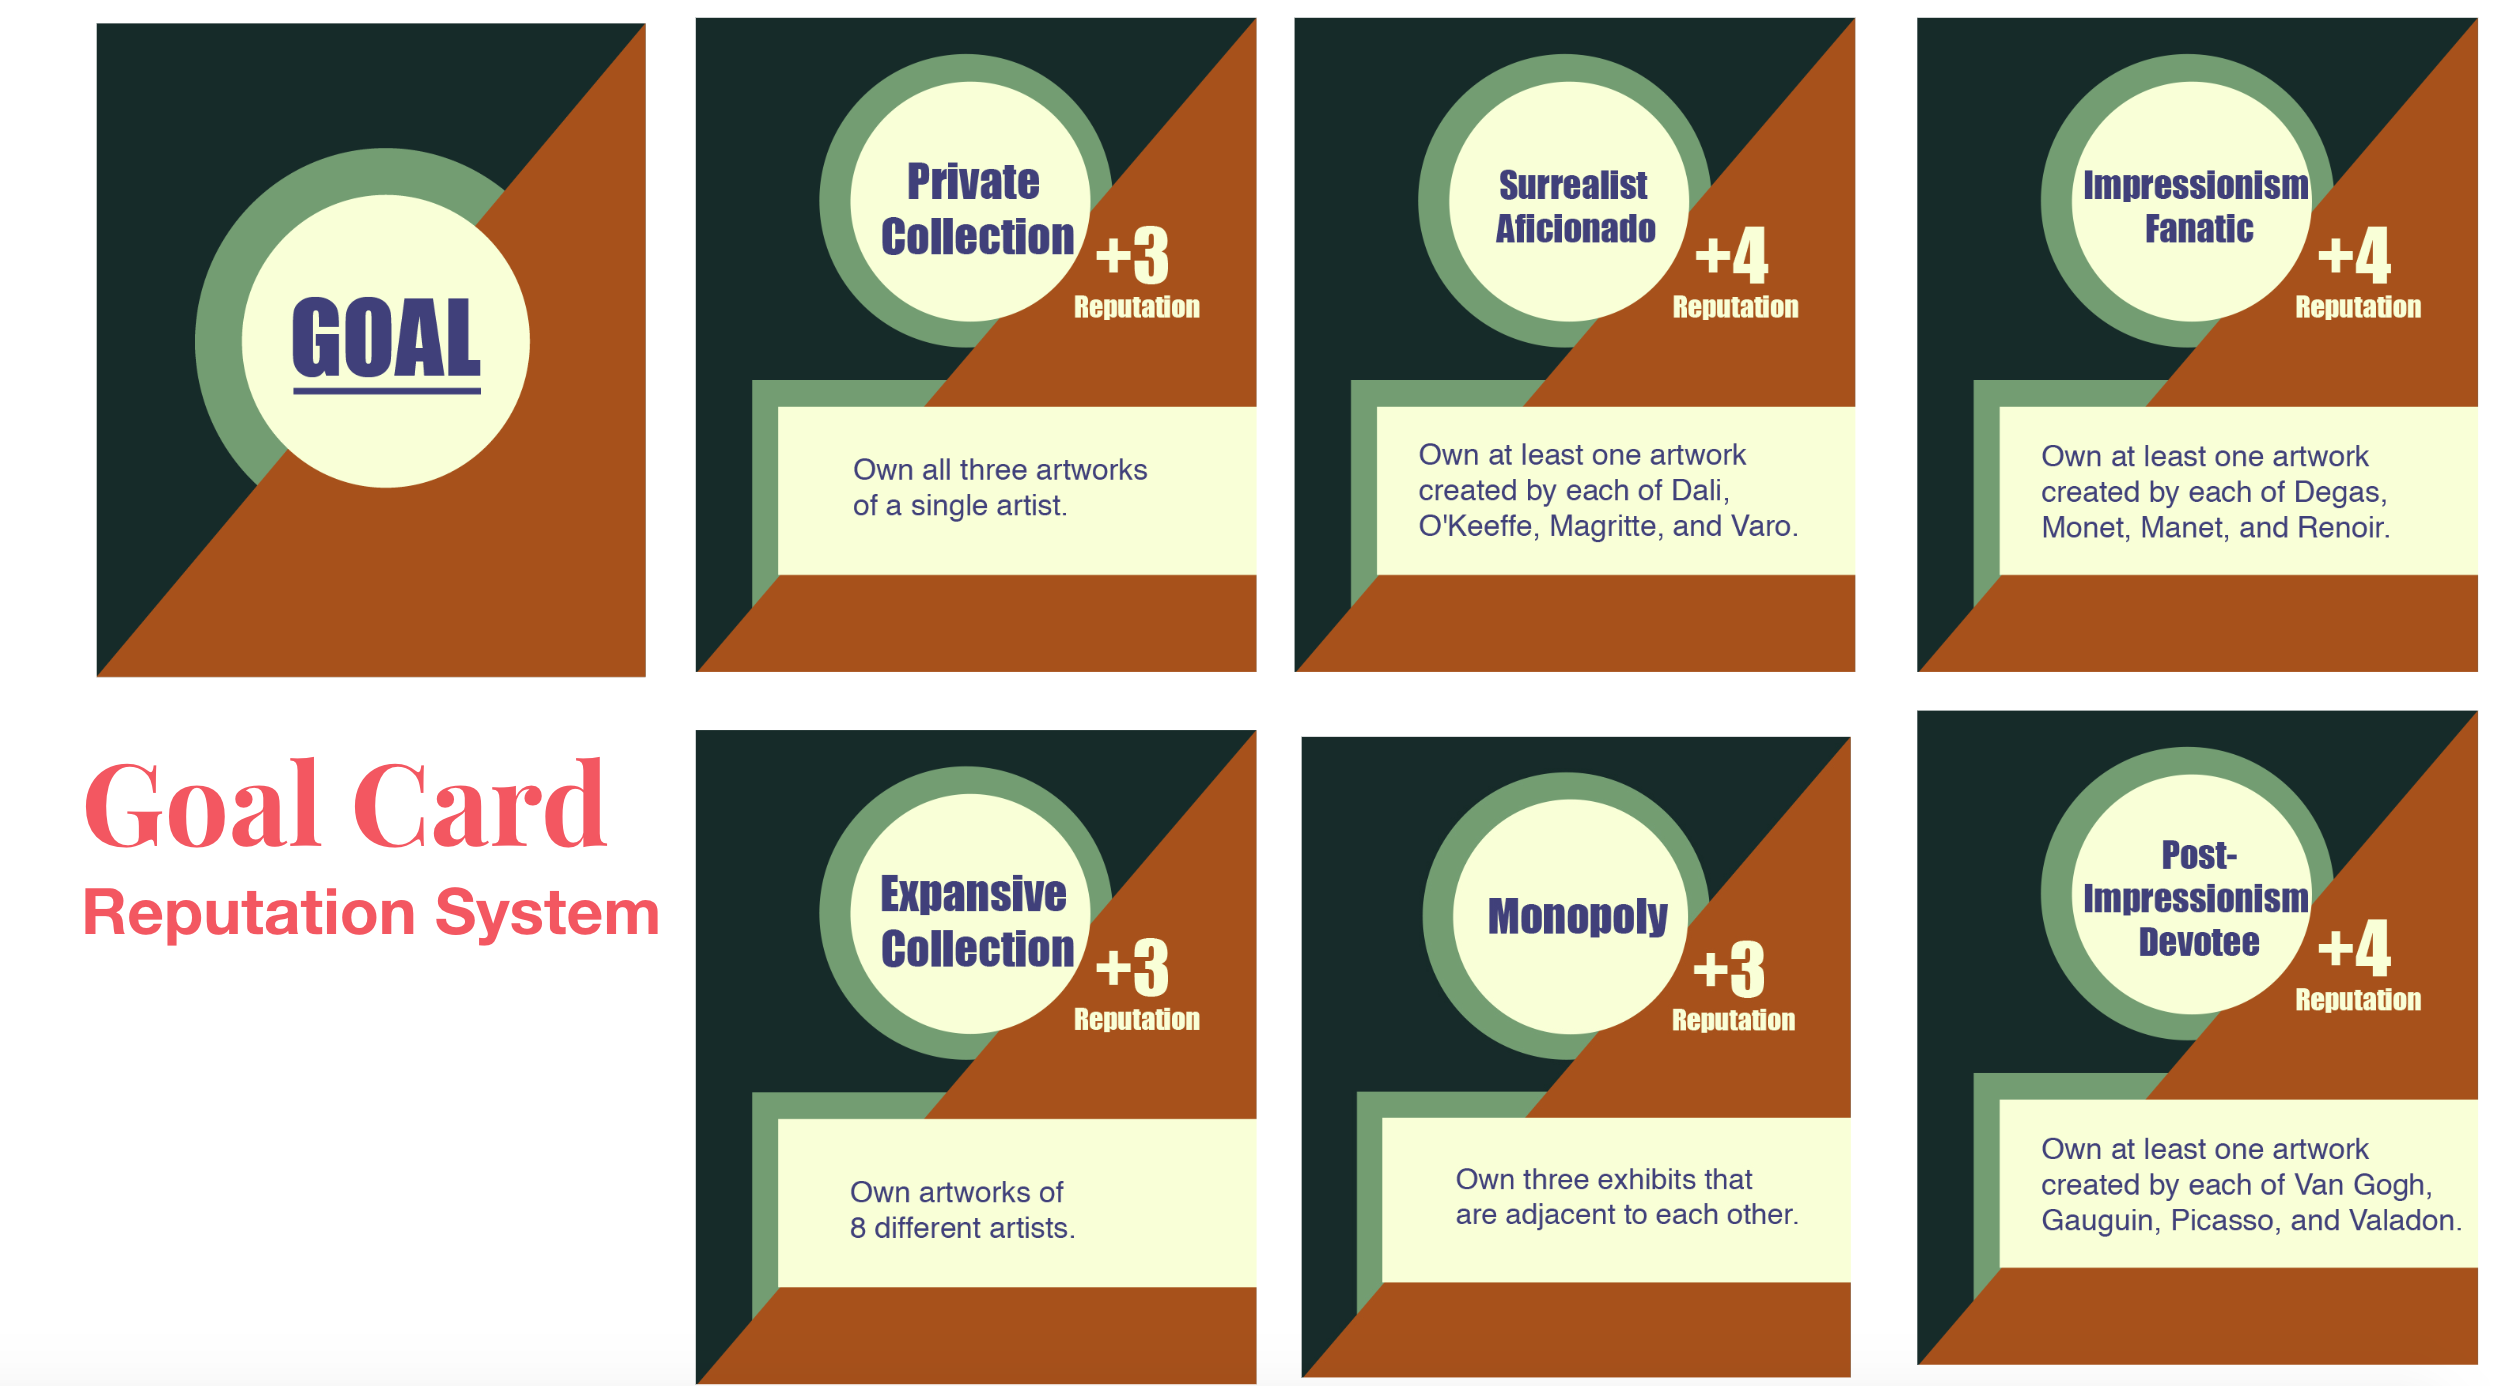 GOAL
Private
Collection
+3
Reputation
Own all three artworks
of a single artist.
Surrealist
Aficionado
+4
Reputation
Own at least one artwork
created by each of Dali,
O'Keeffe, Magritte, and Varo.
Impressionism
Fanatic
+4
Reputation
Own at least one artwork
created by each of Degas,
Monet, Manet, and Renoir.
Goal Card
Reputation System
Expansive
Collection
+3
Reputation
Own artworks of
8 different artists.
Monopoly
+3
Reputation
Own three exhibits that
are adjacent to each other.
Post-
Impressionism
Devotee
+4
Reputation
Own at least one artwork
created by each of Van Gogh,
Gauguin, Picasso, and Valadon.